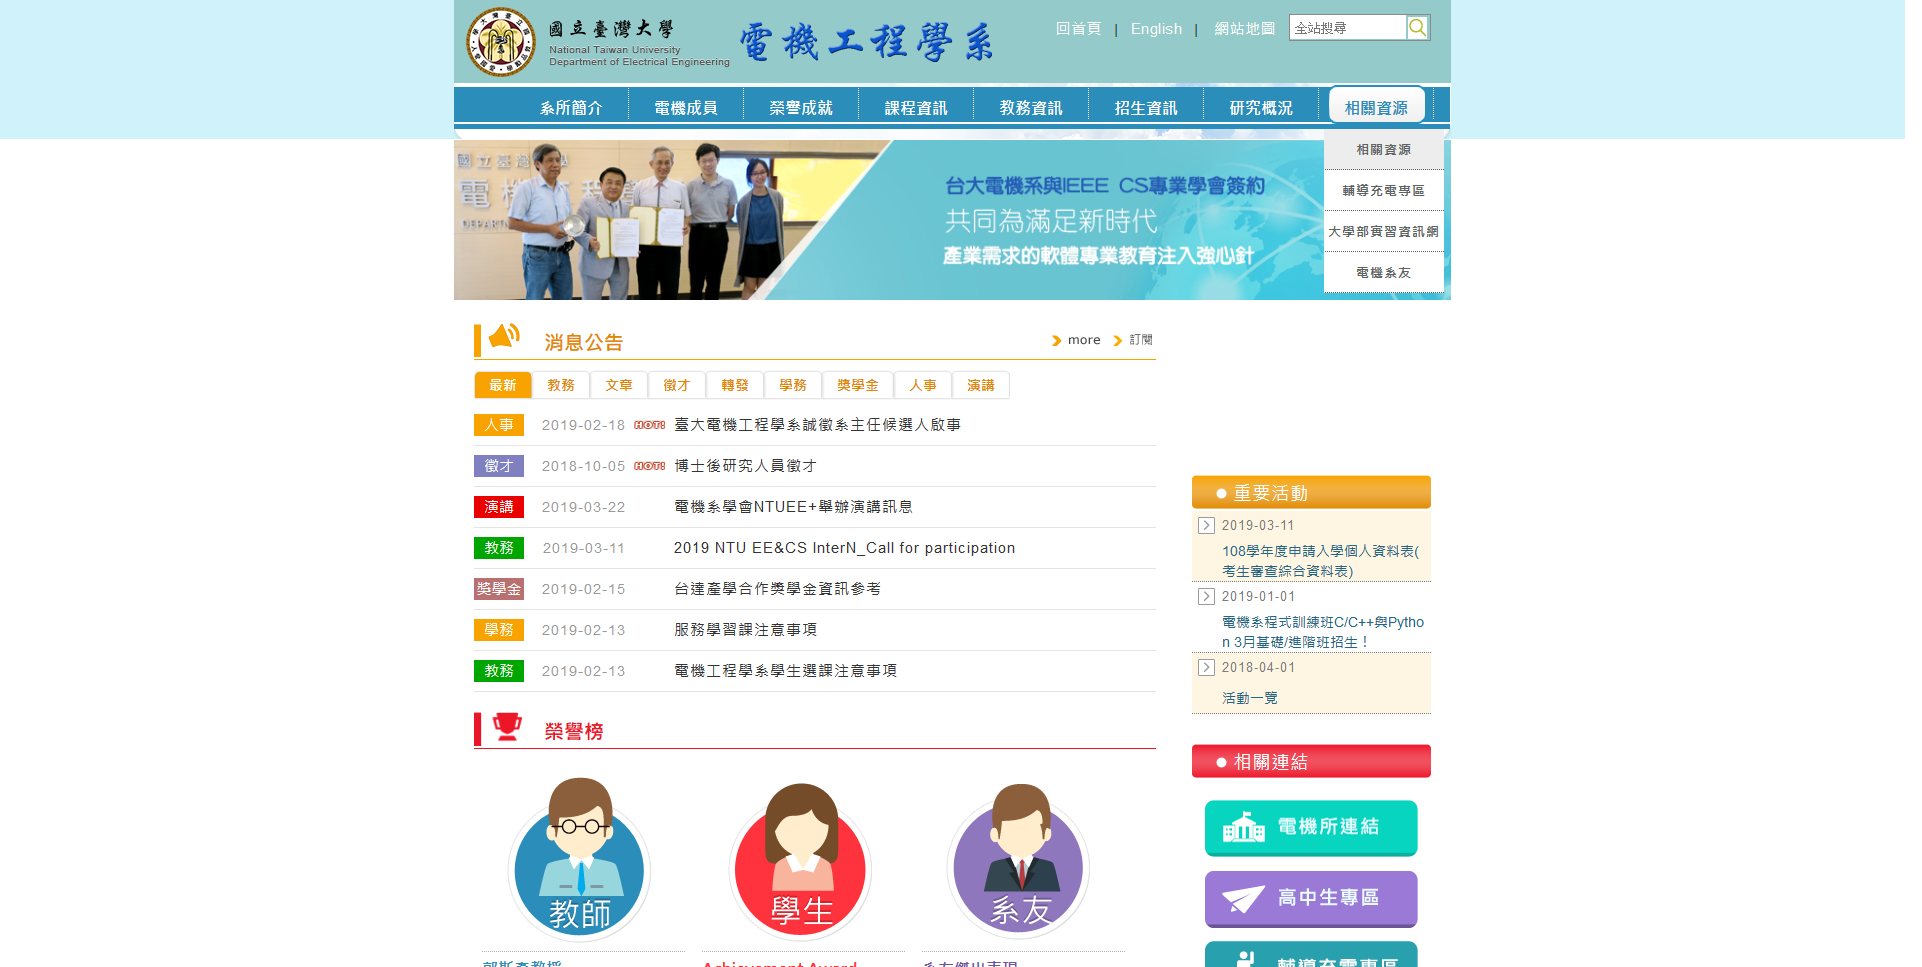 國立臺灣大學
National Taiwan University
Department of Electrical Engineering
電機工程學系
回首頁 | English | 網站地圖
全站搜尋
系所簡介 電機成員 榮譽成就 課程資訊 教務資訊 招生資訊 研究概況 相關資源
相關資源
輔導充電專區
大學部實習資訊網
電機系友
台大電機系與IEEE CS專業學會簽約
共同為滿足新時代
產業需求的軟體專業教育注入強心針
消息公告
more 訂閱
最新 教務 文章 徵才 轉發 學務 獎學金 人事 演講
人事 2019-02-18 HOT! 臺大電機工程學系誠徵系主任候選人啟事
徵才 2018-10-05 HOT! 博士後研究人員徵才
演講 2019-03-22 電機系學會NTUEE+舉辦演講訊息
教務 2019-03-11 2019 NTU EE&CS InterN_Call for participation
獎學金 2019-02-15 台達產學合作獎學金資訊參考
學務 2019-02-13 服務學習課注意事項
教務 2019-02-13 電機工程學系學生選課注意事項
榮譽榜
教師
學生
系友
郭斯彥教授
Achievement Award
系友傑出表現
重要活動
2019-03-11
108學年度申請入學個人資料表(
考生審查綜合資料表)
2019-01-01
電機系程式訓練班C/C++與Pytho
n 3月基礎/進階班招生！
2018-04-01
活動一覽
相關連結
電機所連結
高中生專區
輔導充電專區